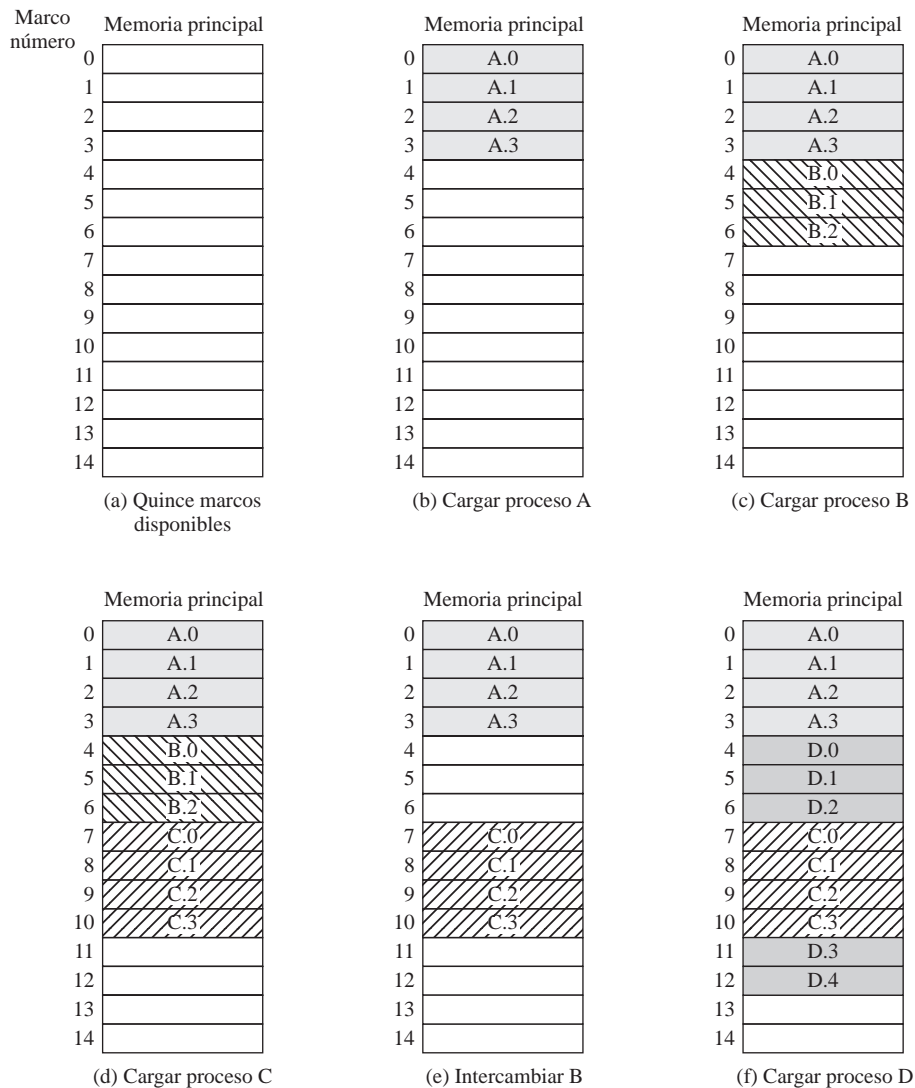 Marco
número
Memoria principal
0
1
2
3
4
5
6
7
8
9
10
11
12
13
14
(a) Quince marcos
disponibles
Memoria principal
0 A.0
1 A.1
2 A.2
3 A.3
4
5
6
7
8
9
10
11
12
13
14
(b) Cargar proceso A
Memoria principal
0 A.0
1 A.1
2 A.2
3 A.3
4 B.0
5 B.1
6 B.2
7
8
9
10
11
12
13
14
(c) Cargar proceso B
Memoria principal
0 A.0
1 A.1
2 A.2
3 A.3
4 B.0
5 B.1
6 B.2
7 C.0
8 C.1
9 C.2
10 C.3
11
12
13
14
(d) Cargar proceso C
Memoria principal
0 A.0
1 A.1
2 A.2
3 A.3
4
5
6
7 C.0
8 C.1
9 C.2
10 C.3
11
12
13
14
(e) Intercambiar B
Memoria principal
0 A.0
1 A.1
2 A.2
3 A.3
4 D.0
5 D.1
6 D.2
7 C.0
8 C.1
9 C.2
10 C.3
11 D.3
12 D.4
13
14
(f) Cargar proceso D